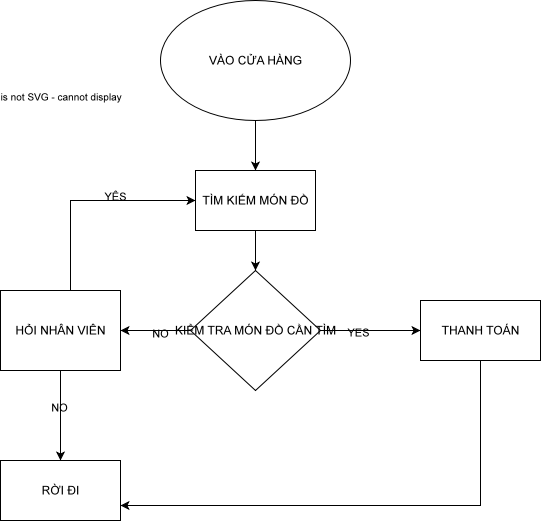 VÀO CỬA HÀNG
is not SVG - cannot display
YẾS
TÌM KIẾM MÓN ĐỒ
HỎI NHÂN VIÊN
NO
KIỂM TRA MÓN ĐỒ CẦN TÌM
YES
THANH TOÁN
NO
RỜI ĐI